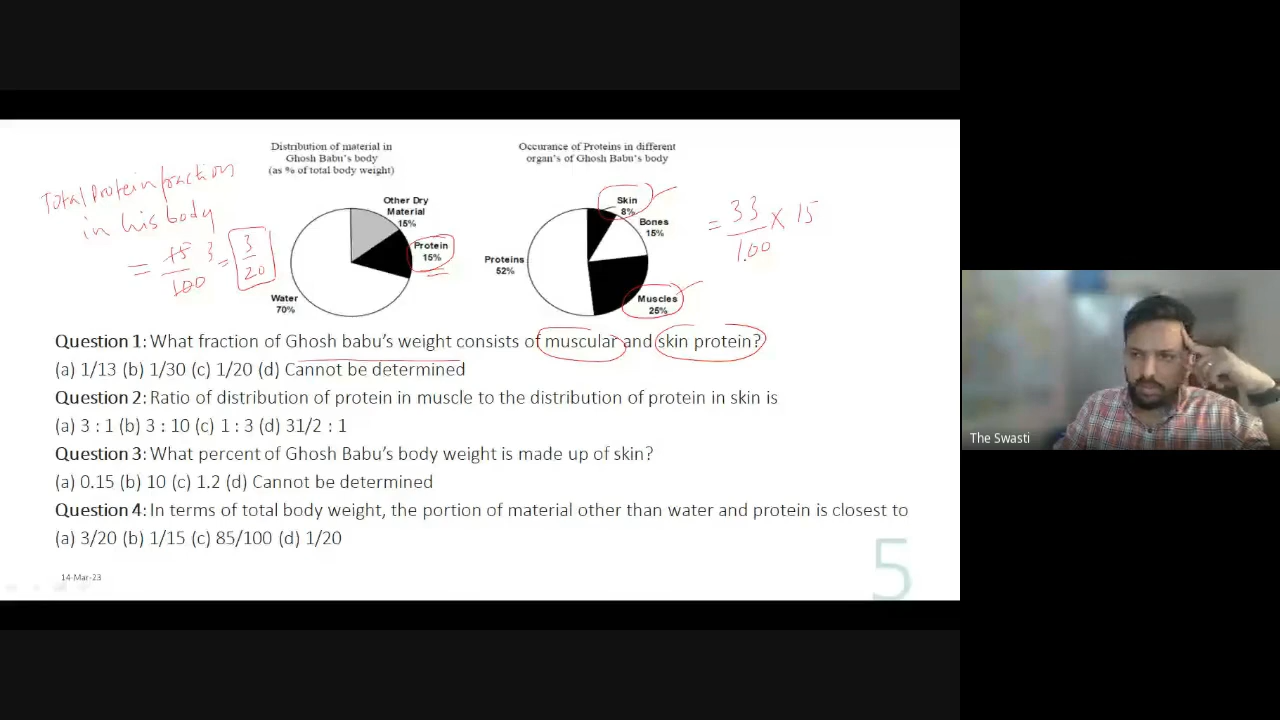 Distribution of material in
Ghosh Babu's body
(as % of total body weight)
Occurance of Proteins in different
organ's of Ghosh Babu's body
Total Protein fraction
in his body
= 15 3
100
= 3
20
Other Dry
Material
15%
Protein
15%
Water
70%
Skin
8%
Bones
15%
Proteins
52%
Muscles
25%
= 33 × 15
100
Question 1: What fraction of Ghosh babu's weight consists of muscular and skin protein?
(a) 1/13 (b) 1/30 (c) 1/20 (d) Cannot be determined
Question 2: Ratio of distribution of protein in muscle to the distribution of protein in skin is
(a) 3 : 1 (b) 3 : 10 (c) 1 : 3 (d) 31/2 : 1
Question 3: What percent of Ghosh Babu's body weight is made up of skin?
(a) 0.15 (b) 10 (c) 1.2 (d) Cannot be determined
Question 4: In terms of total body weight, the portion of material other than water and protein is closest to
(a) 3/20 (b) 1/15 (c) 85/100 (d) 1/20
14-Mar-23
5
The Swasti